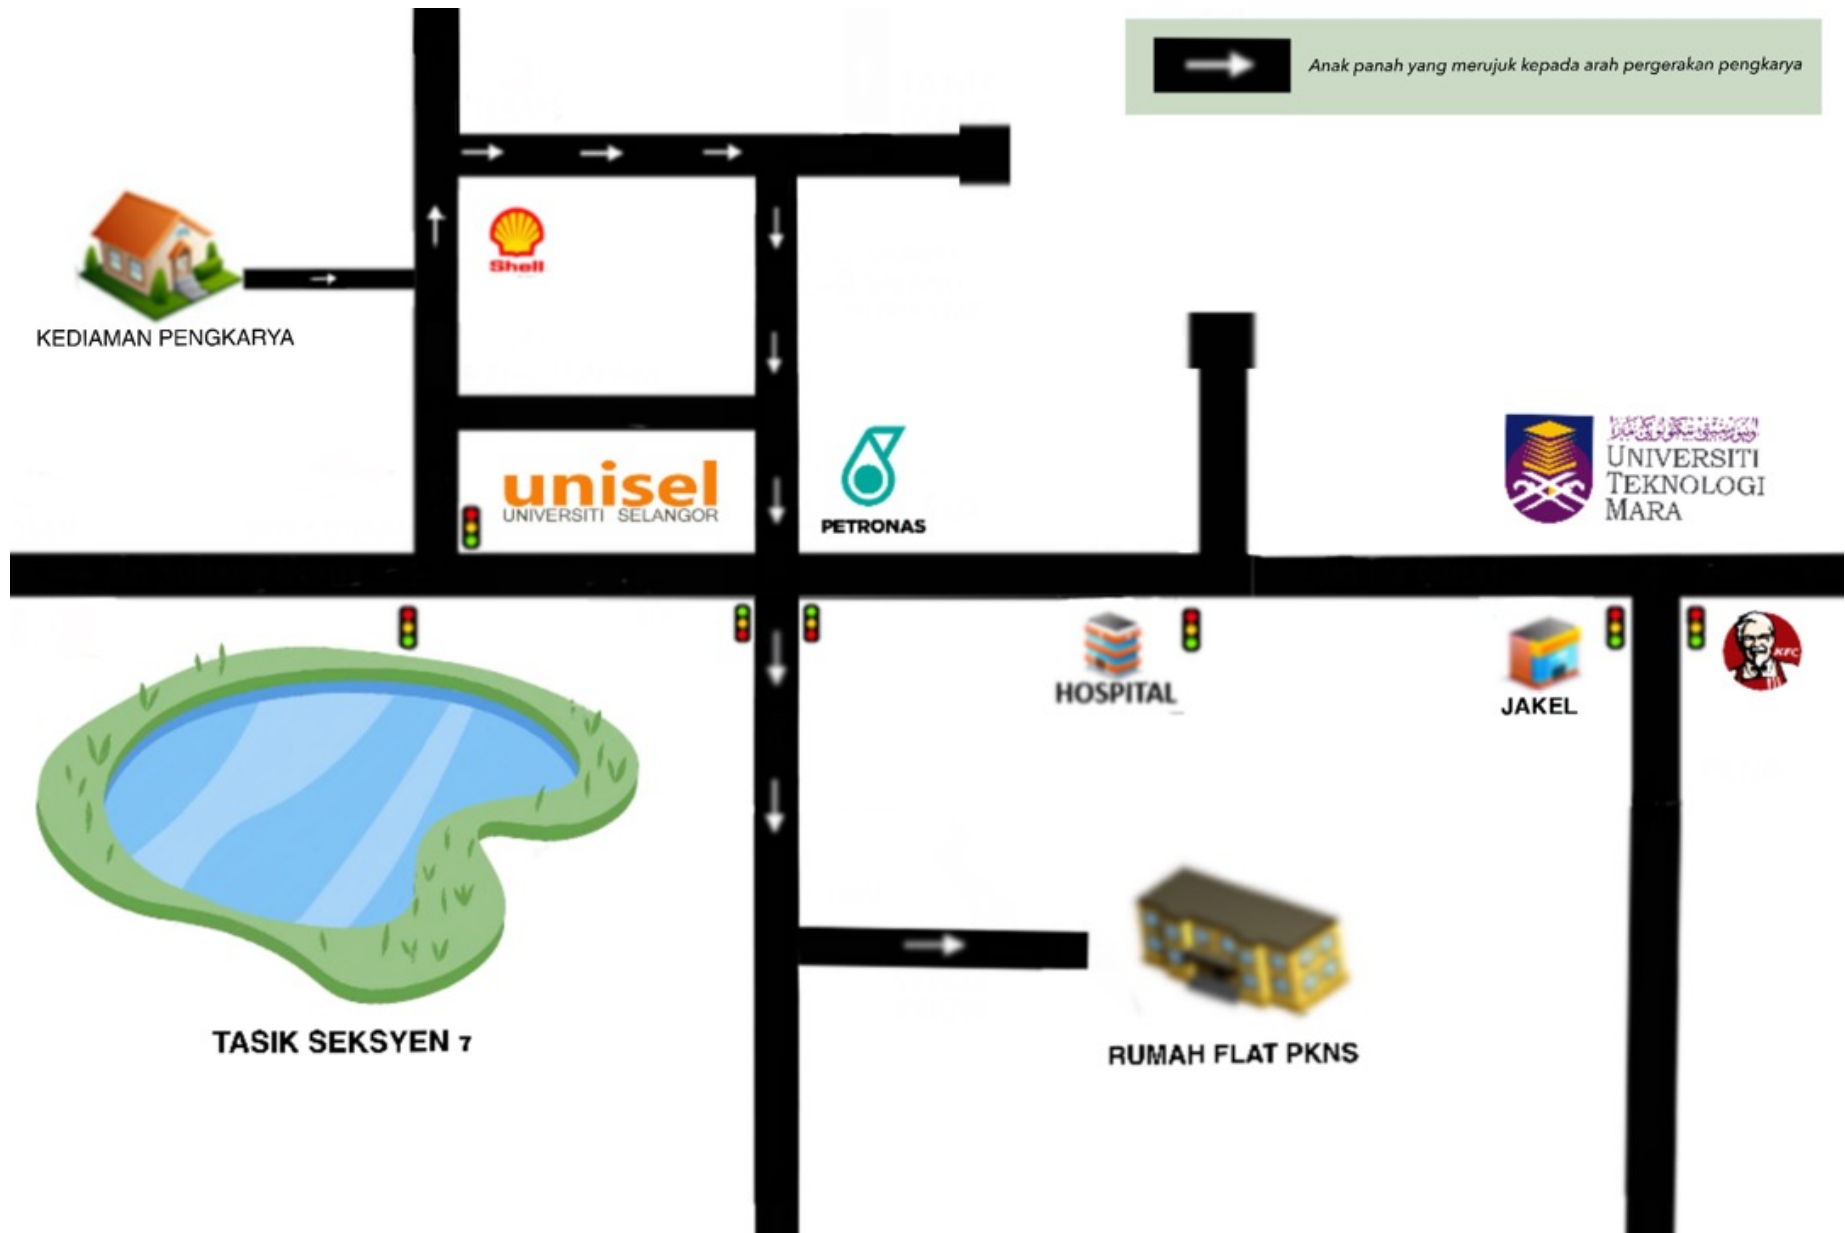 Anak panah yang merujuk kepada arah pergerakan pengkarya
Shell
KEDIAMAN PENGKARYA
unisel
UNIVERSITI SELANGOR
PETRONAS
UNIVERSITI
TEKNOLOGI
MARA
HOSPITAL
JAKEL
KFC
TASIK SEKSYEN 7
RUMAH FLAT PKNS